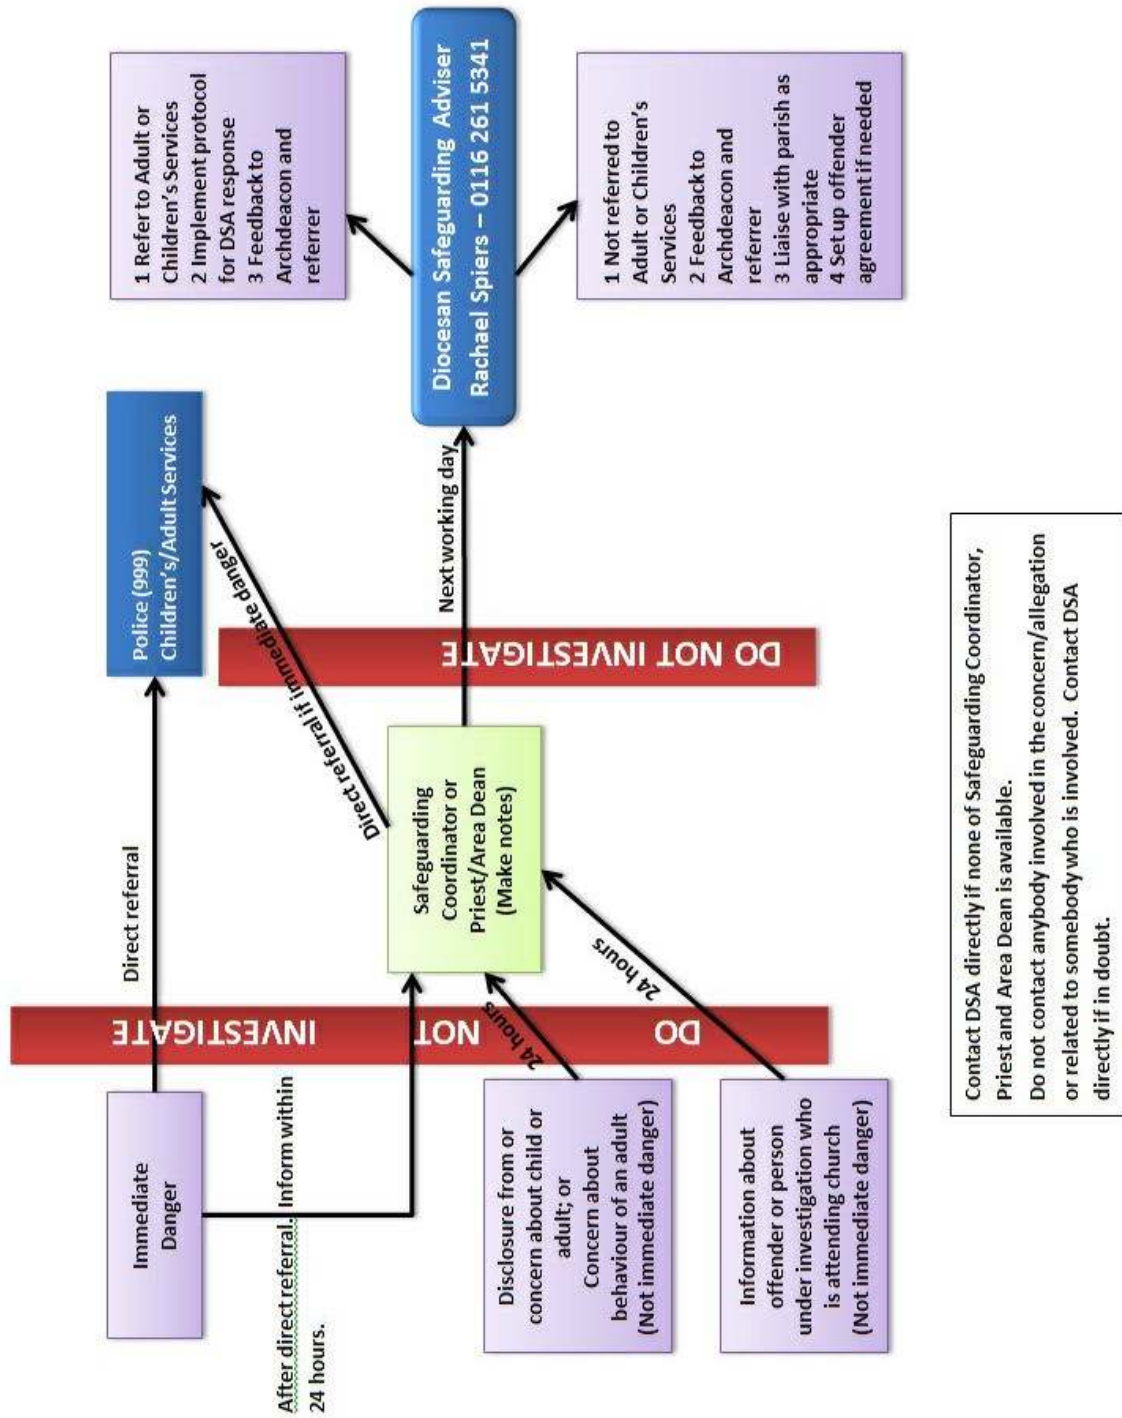 Immediate
Danger
Direct referral
Police (999)
Children's/Adult Services
After direct referral.  Inform within
24 hours.
DO NOT INVESTIGATE
Disclosure from or
concern about child or
adult; or
Concern about
behaviour of an adult
(Not immediate danger)
24 hours
Information about
offender or person
under investigation who
is attending church
(Not immediate danger)
24 hours
Safeguarding
Coordinator or
Priest/Area Dean
(Make notes)
Direct referral if immediate danger
DO NOT INVESTIGATE
Next working day
Diocesan Safeguarding Adviser
Rachael Spiers – 0116 261 5341
1 Refer to Adult or
Children's Services
2 Implement protocol
for DSA response
3 Feedback to
Archdeacon and
referrer
1 Not referred to
Adult or Children's
Services
2 Feedback to
Archdeacon and
referrer
3 Liaise with parish as
appropriate
4 Set up offender
agreement if needed
Contact DSA directly if none of Safeguarding Coordinator,
Priest and Area Dean is available.
Do not contact anybody involved in the concern/allegation
or related to somebody who is involved.  Contact DSA
directly if in doubt.